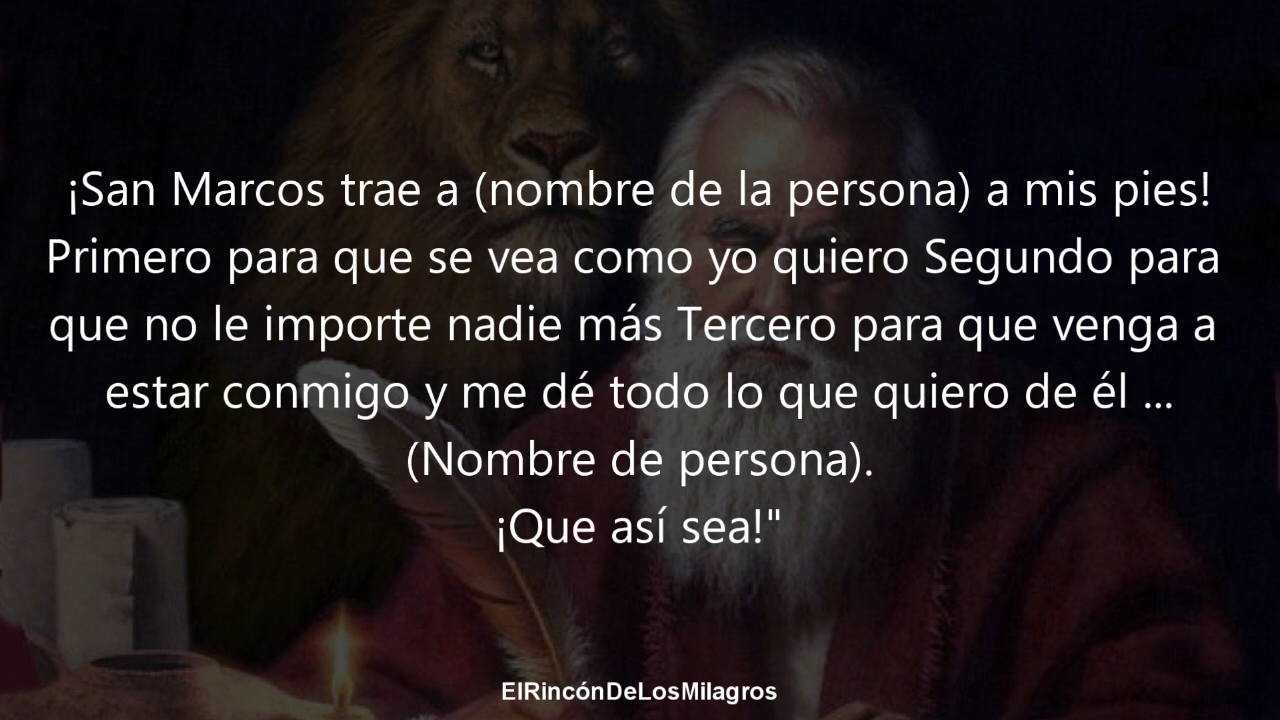 ¡San Marcos trae a (nombre de la persona) a mis pies!
Primero para que se vea como yo quiero Segundo para
que no le importe nadie más Tercero para que venga a
estar conmigo y me dé todo lo que quiero de él ...
(Nombre de persona).
¡Que así sea!"
ElRincónDeLosMilagros